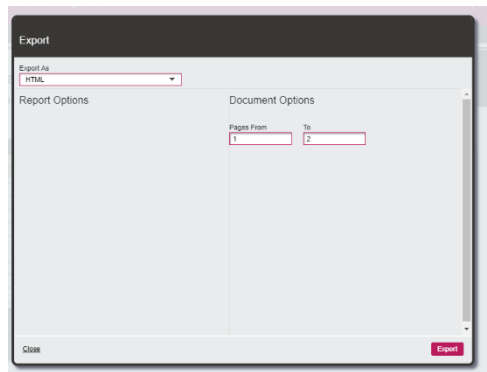 Export
Export As
HTML
Report Options
Document Options
Pages From
To
1
2
Close
Export